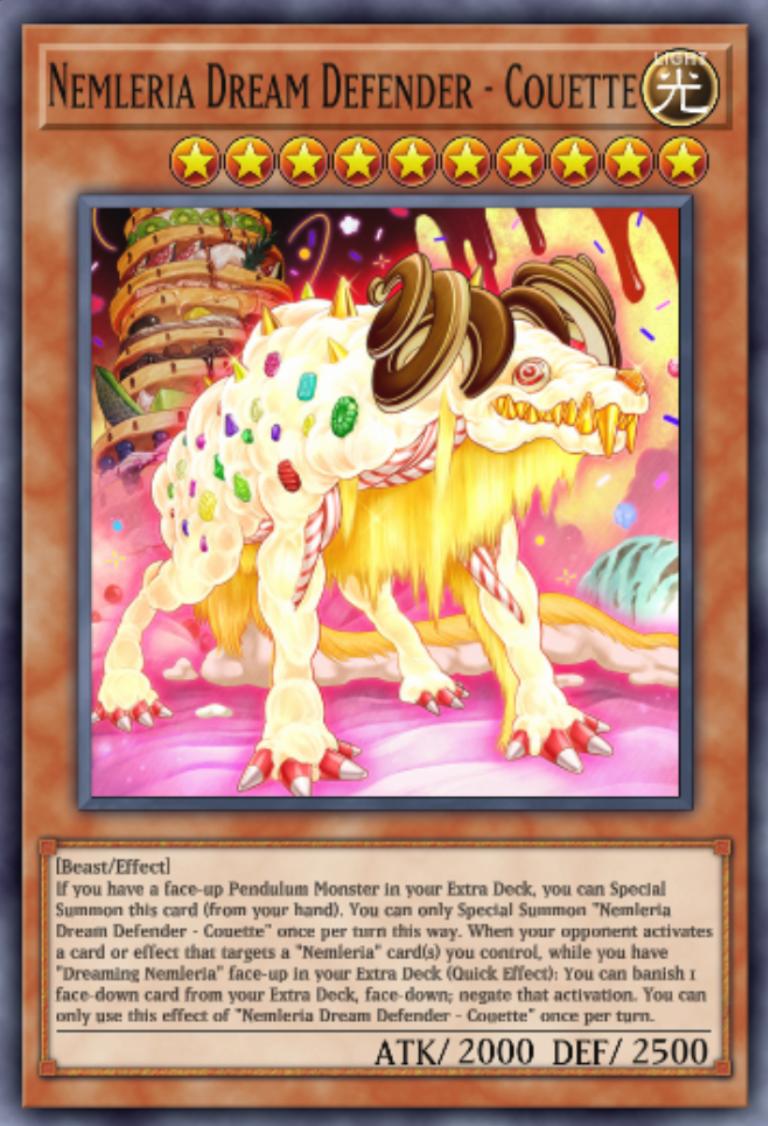 Nemleria Dream Defender - Couette
LIGHT
光
[Beast/Effect]
If you have a face-up Pendulum Monster in your Extra Deck, you can Special
Summon this card (from your hand). You can only Special Summon "Nemleria
Dream Defender - Couette" once per turn this way. When your opponent activates
a card or effect that targets a "Nemleria" card(s) you control, while you have
"Dreaming Nemleria" face-up in your Extra Deck (Quick Effect): You can banish 1
face-down card from your Extra Deck, face-down; negate that activation. You can
only use this effect of "Nemleria Dream Defender - Couette" once per turn.
ATK/ 2000 DEF/ 2500